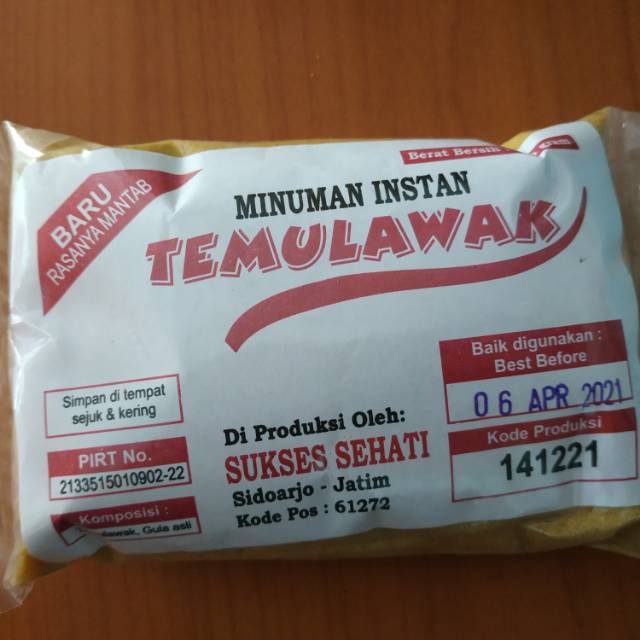 Berat Bersih
BARU
RASANYA MANTAB
MINUMAN INSTAN
TEMULAWAK
Baik digunakan :
Best Before
06 APR 2021
Kode Produksi
141221
Simpan di tempat
sejuk & kering
PIRT No.
2133515010902-22
Komposisi :
Gula asli
Di Produksi Oleh:
SUKSES SEHATI
Sidoarjo - Jatim
Kode Pos : 61272